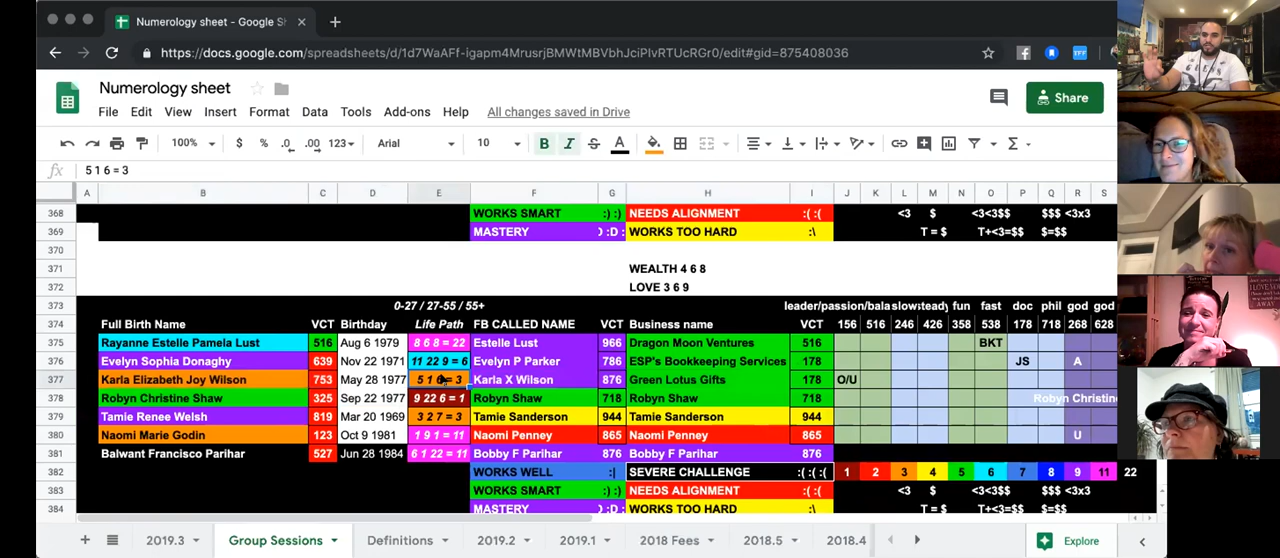 Numerology sheet - Google Sh
https://docs.google.com/spreadsheets/d/1d7WaAFf-igapm4MrusrjBMWtMBVbhJciPlvRTUcRGr0/edit#gid=875408036
TFF
Numerology sheet
File Edit View Insert Format Data Tools Add-ons Help All changes saved in Drive
Share
100% $ % .0 .00 123 Arial 10 B I S A
fx 5 1 6 = 3
A B C D E F G H I J K L M N O P Q R S
368 WORKS SMART :) :) NEEDS ALIGNMENT :( :( <3 $ <3<3$$ $$$ <3x3
369 MASTERY :D: WORKS TOO HARD :\ T = $ T+<3=$$ $=$$
370
371 WEALTH 4 6 8
372 LOVE 3 6 9
373 0-27 / 27-55 / 55+ leader/passion/bala slow steady fun fast doc phil god god
374 Full Birth Name VCT Birthday Life Path FB CALLED NAME VCT Business name VCT 156 516 246 426 358 538 178 718 268 628
375 Rayanne Estelle Pamela Lust 516 Aug 6 1979 8 6 8 = 22 Estelle Lust 966 Dragon Moon Ventures 516 BKT
376 Evelyn Sophia Donaghy 639 Nov 22 1971 11 22 9 = 6 Evelyn P Parker 786 ESP's Bookkeeping Services 178 JS A
377 Karla Elizabeth Joy Wilson 753 May 28 1977 5 1 6 = 3 Karla X Wilson 876 Green Lotus Gifts 178 O/U
378 Robyn Christine Shaw 325 Sep 22 1977 9 22 6 = 1 Robyn Shaw 718 Robyn Shaw 718 Robyn Christine
379 Tamie Renee Welsh 819 Mar 20 1969 3 2 7 = 3 Tamie Sanderson 944 Tamie Sanderson 944
380 Naomi Marie Godin 123 Oct 9 1981 1 9 1 = 11 Naomi Penney 865 Naomi Penney 865 U
381 Balwant Francisco Parihar 527 Jun 28 1984 6 1 22 = 11 Bobby F Parihar 876 Bobby F Parihar 876
382 WORKS WELL :| SEVERE CHALLENGE :( :( :( 1 2 3 4 5 6 7 8 9 11 22
383 WORKS SMART :) :) NEEDS ALIGNMENT :( :( <3 $ <3<3$$ $$$ <3x3
384 MASTERY :D: WORKS TOO HARD :\ T = $ T+<3=$$ $=$$
2019.3 Group Sessions Definitions 2019.2 2019.1 2018 Fees 2018.5 2018.4 Explore